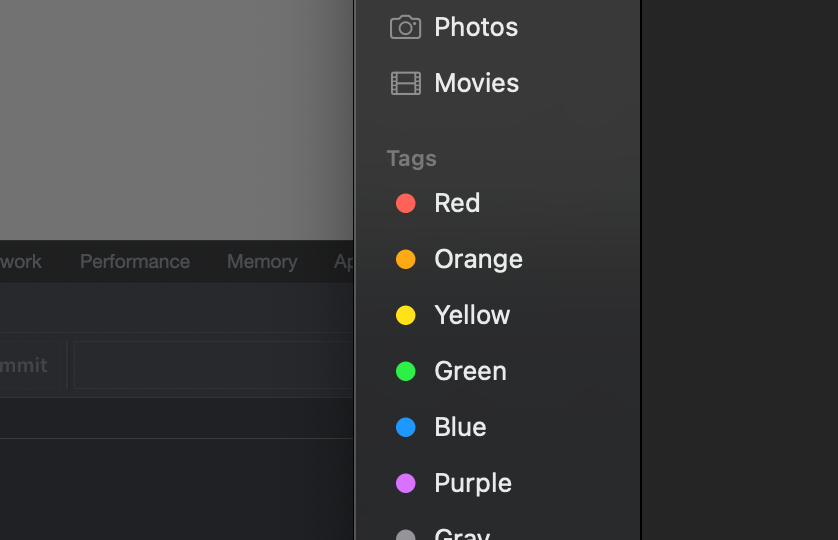 Photos
Movies
Tags
Red
work Performance Memory Ap
Orange
Yellow
mmit
Green
Blue
Purple
Gray